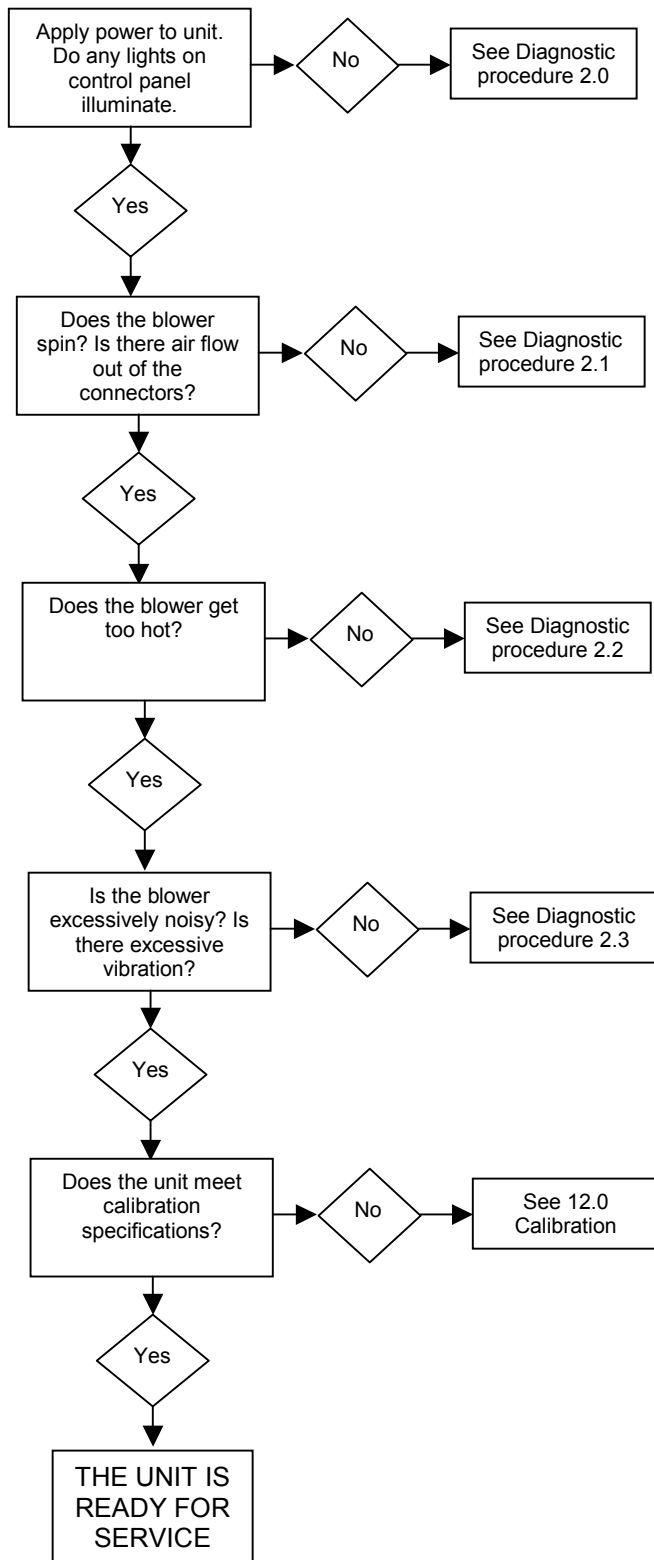 Apply power to unit.
Do any lights on
control panel
illuminate.
No
See Diagnostic
procedure 2.0
Yes
Does the blower
spin? Is there air flow
out of the
connectors?
No
See Diagnostic
procedure 2.1
Yes
Does the blower get
too hot?
No
See Diagnostic
procedure 2.2
Yes
Is the blower
excessively noisy? Is
there excessive
vibration?
No
See Diagnostic
procedure 2.3
Yes
Does the unit meet
calibration
specifications?
No
See 12.0
Calibration
Yes
THE UNIT IS
READY FOR
SERVICE